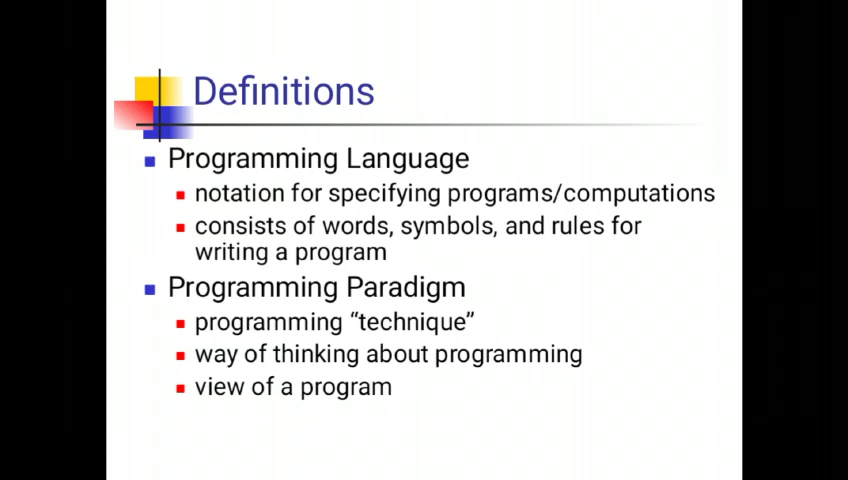 Definitions
Programming Language
notation for specifying programs/computations
consists of words, symbols, and rules for
writing a program
Programming Paradigm
programming “technique”
way of thinking about programming
view of a program